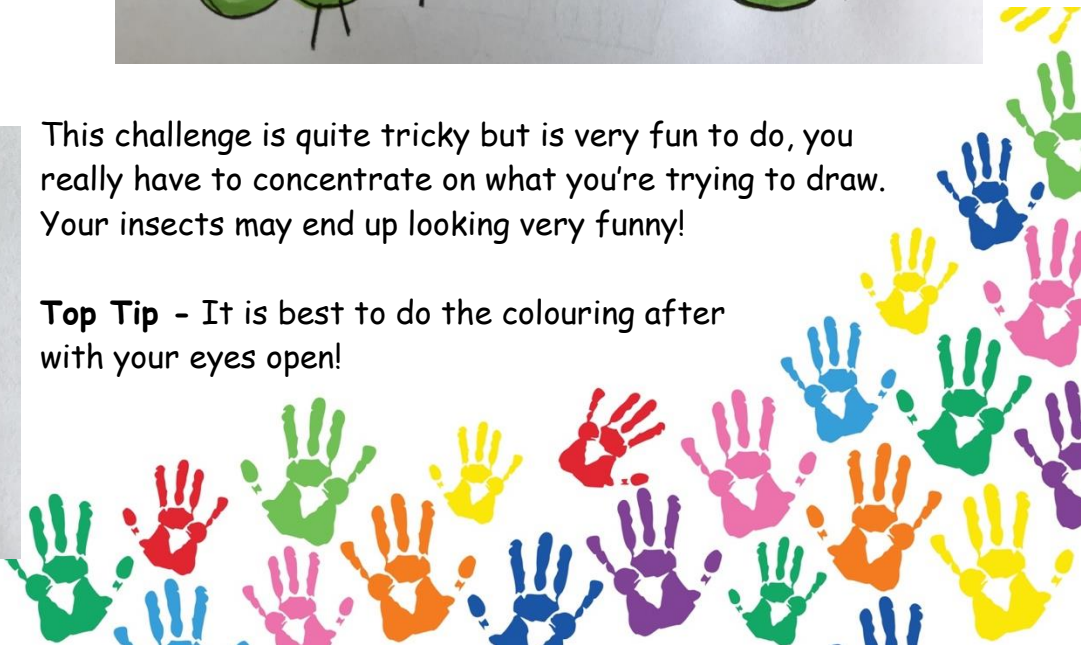 This challenge is quite tricky but is very fun to do, you
really have to concentrate on what you're trying to draw.
Your insects may end up looking very funny!
Top Tip - It is best to do the colouring after
with your eyes open!